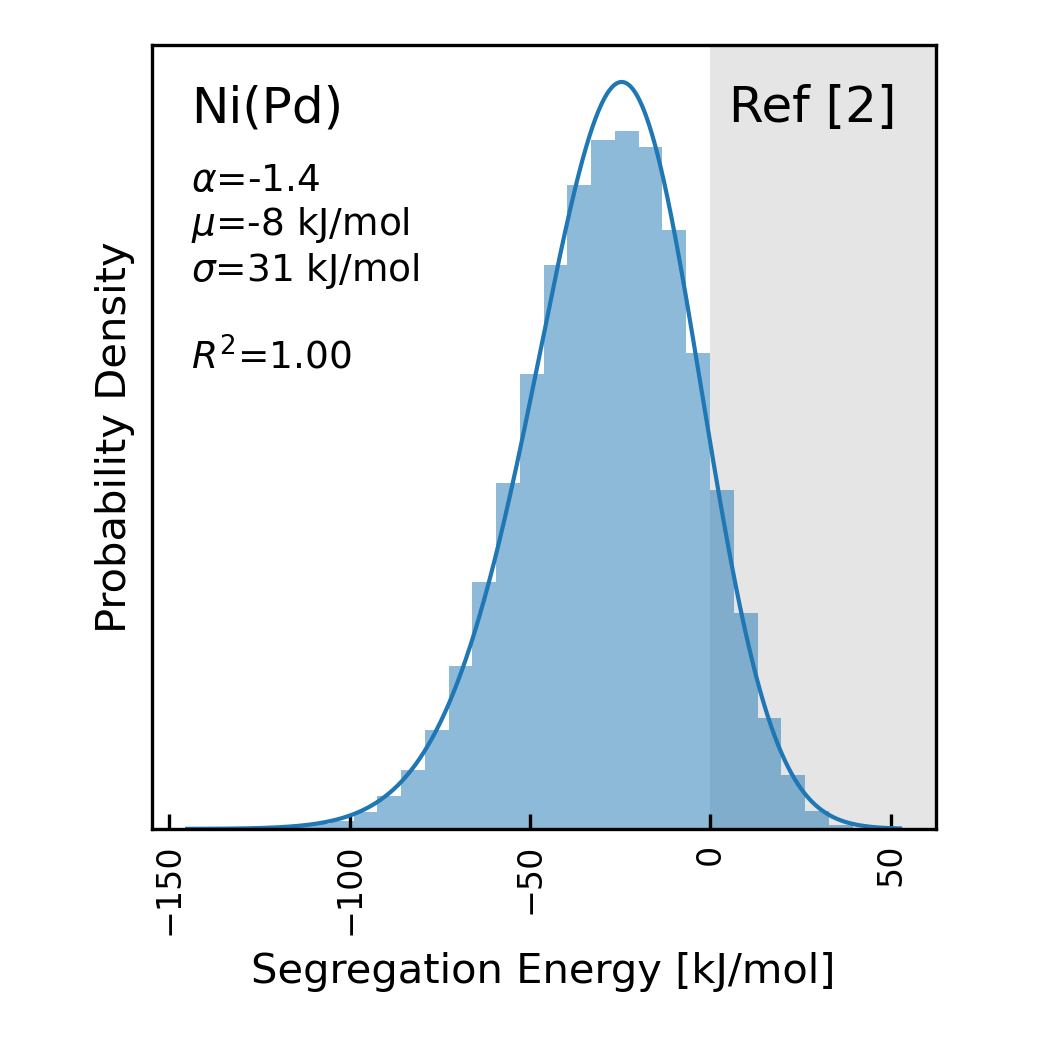 Ni(Pd)
Ref [2]
α=-1.4
μ=-8 kJ/mol
σ=31 kJ/mol
R²=1.00
Probability Density
−150
−100
−50
0
50
Segregation Energy [kJ/mol]